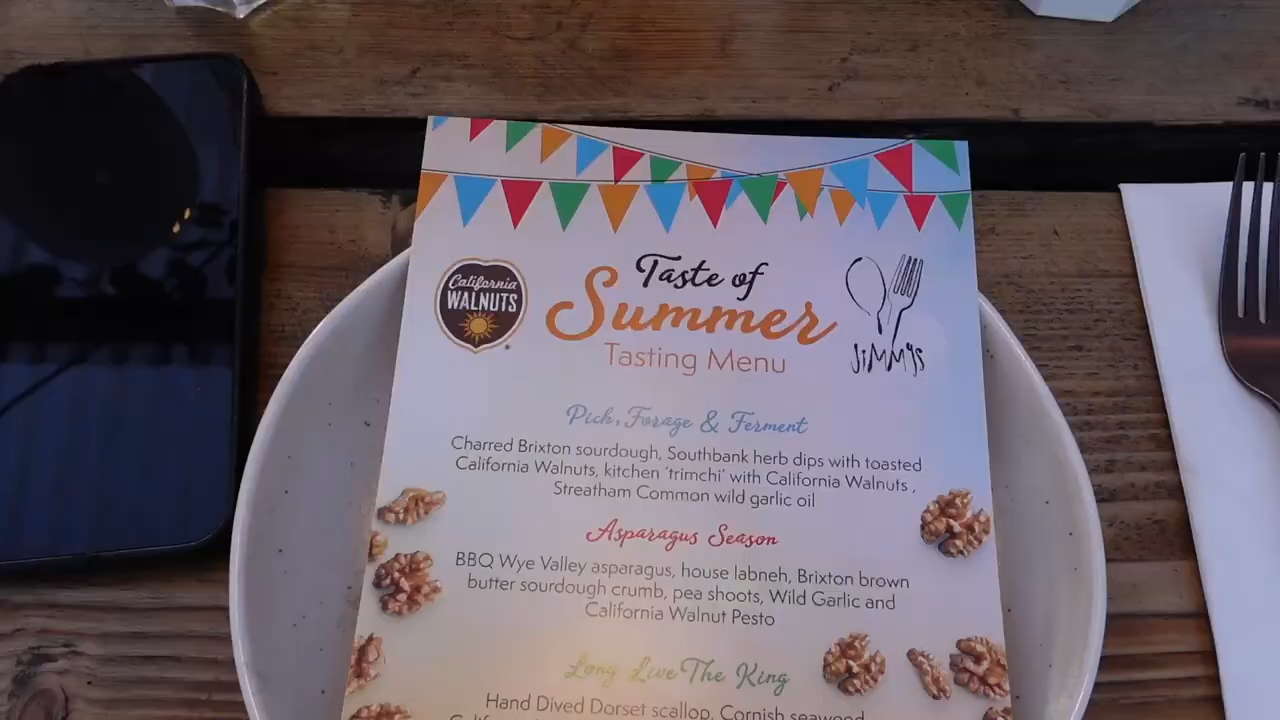 California
WALNUTS
Taste of
Summer
Tasting Menu
JiMMYS
Pick, Forage & Ferment
Charred Brixton sourdough, Southbank herb dips with toasted
California Walnuts, kitchen 'trimchi' with California Walnuts ,
Streatham Common wild garlic oil
Asparagus Season
BBQ Wye Valley asparagus, house labneh, Brixton brown
butter sourdough crumb, pea shoots, Wild Garlic and
California Walnut Pesto
Long Live The King
Hand Dived Dorset scallop, Cornish seaweed